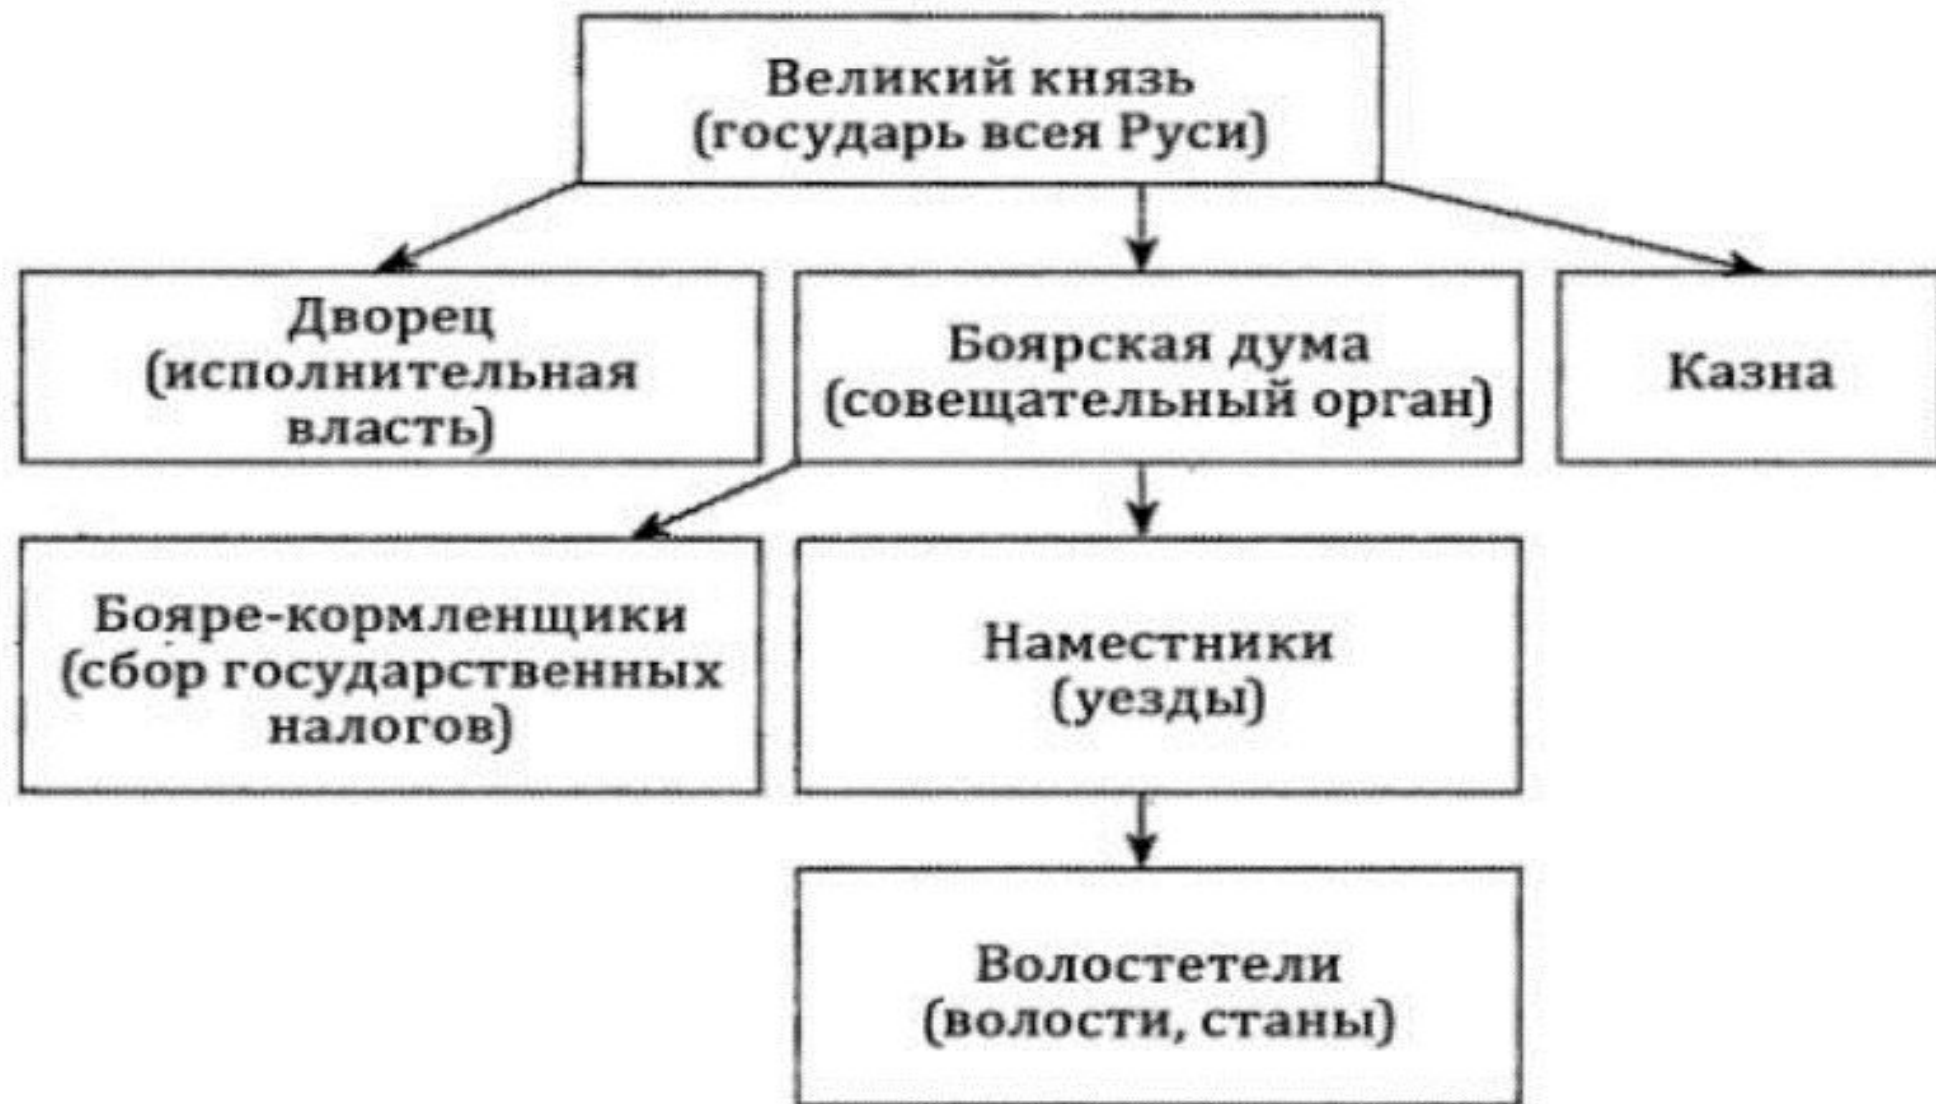 Великий князь
(государь всея Руси)
Дворец
(исполнительная
власть)
Боярская дума
(совещательный орган)
Казна
Бояре-кормленщики
(сбор государственных
налогов)
Наместники
(уезды)
Волостетели
(волости, станы)